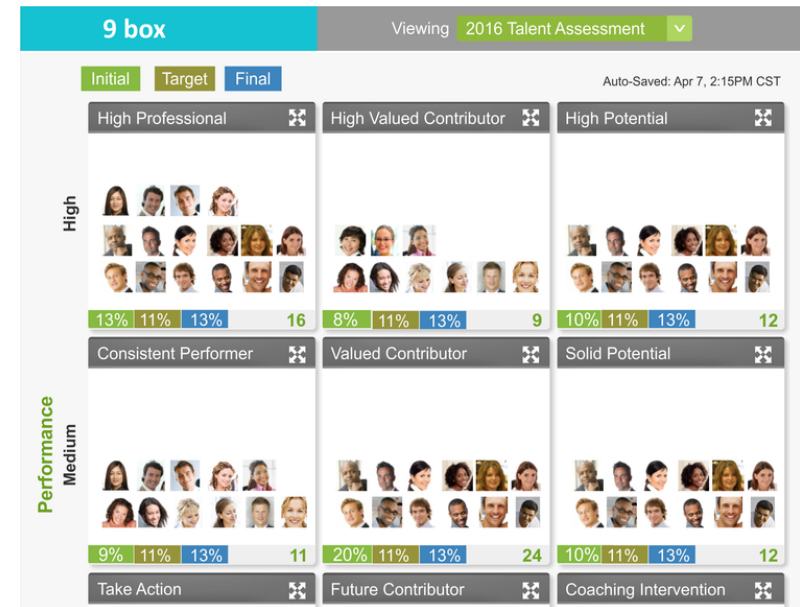 9 box
Viewing 2016 Talent Assessment
Initial Target Final
Auto-Saved: Apr 7, 2:15PM CST
High Professional
High Valued Contributor
High Potential
High
13% 11% 13% 16
8% 11% 13% 9
10% 11% 13% 12
Consistent Performer
Valued Contributor
Solid Potential
Performance
Medium
9% 11% 13% 11
20% 11% 13% 24
10% 11% 13% 12
Take Action
Future Contributor
Coaching Intervention